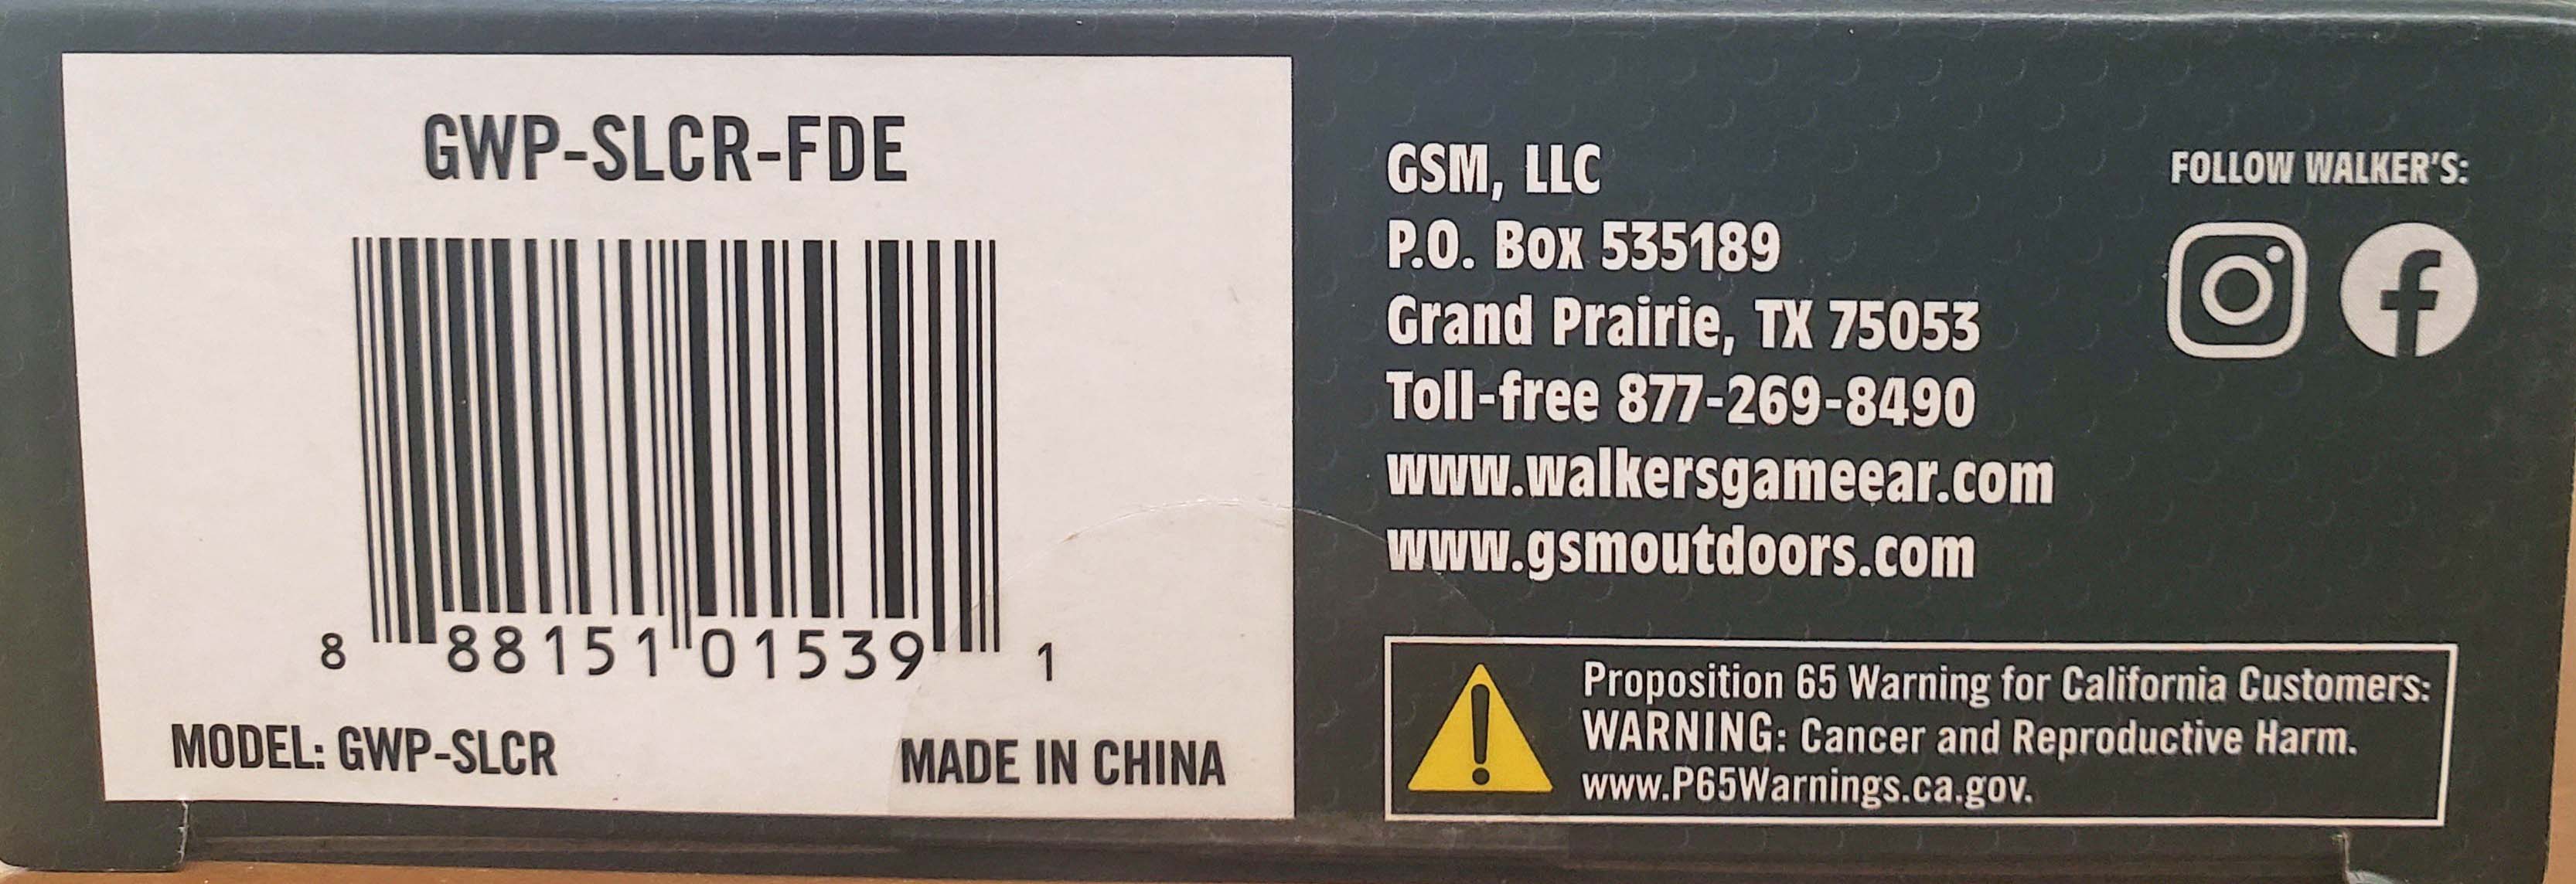 GWP-SLCR-FDE
8 88151 01539 1
MODEL: GWP-SLCR
MADE IN CHINA
GSM, LLC
P.O. Box 535189
Grand Prairie, TX 75053
Toll-free 877-269-8490
www.walkersgameear.com
www.gsmoutdoors.com
FOLLOW WALKER'S:
Proposition 65 Warning for California Customers:
WARNING: Cancer and Reproductive Harm.
www.P65Warnings.ca.gov.